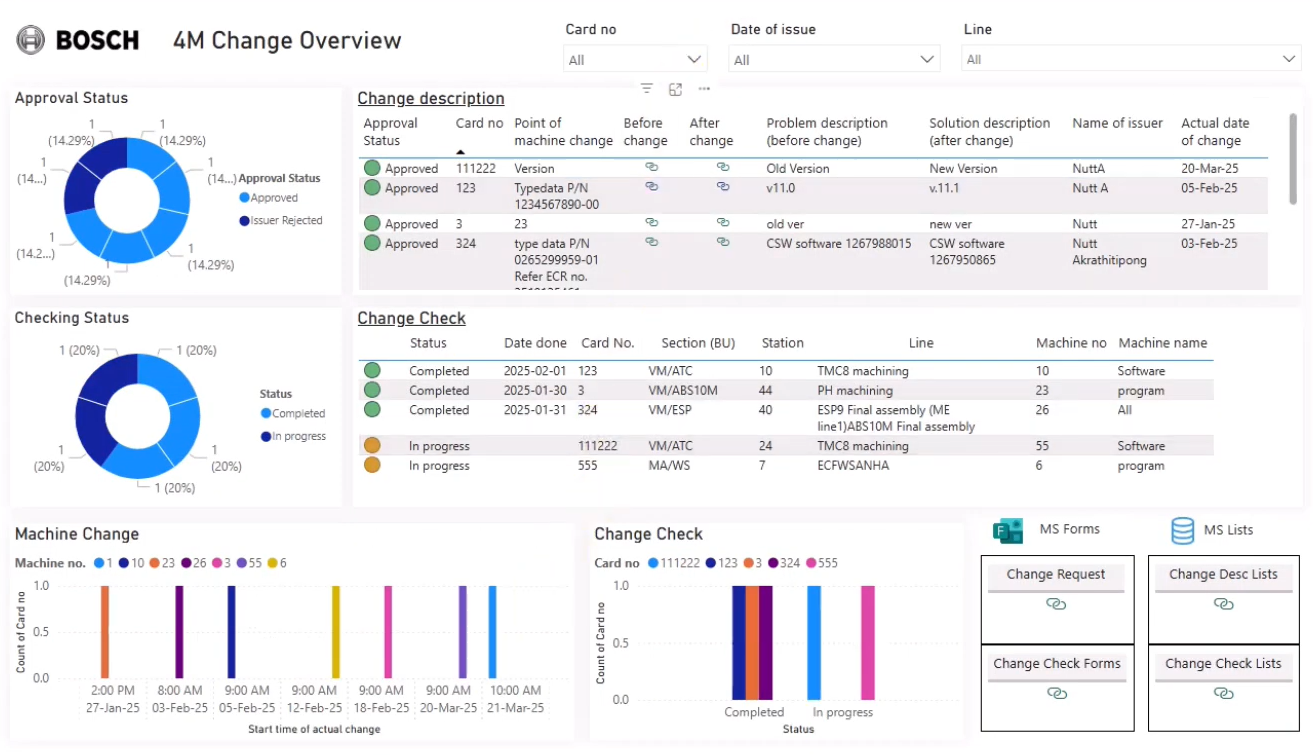 BOSCH 4M Change Overview
Card no
All
Date of issue
All
Line
All
Approval Status
1
(14.29%)
1
(14.29%)
1
(14...)
1
(14...)
1
(14.2...)
1
(14.29%)
(14.29%)
Approval Status
Approved
Issuer Rejected
Change description
Approval Status Card no Point of machine change Before change After change Problem description (before change) Solution description (after change) Name of issuer Actual date of change
Approved 111222 Version Old Version New Version NuttA 20-Mar-25
Approved 123 Typedata P/N 1234567890-00 v11.0 v.11.1 Nutt A 05-Feb-25
Approved 3 23 old ver new ver Nutt 27-Jan-25
Approved 324 type data P/N 0265299959-01 Refer ECR no. CSW software 1267988015 CSW software 1267950865 Nutt Akrathitipong 03-Feb-25
Checking Status
1 (20%)
1 (20%)
1
(20%)
1
(20%)
1 (20%)
Status
Completed
In progress
Change Check
Status Date done Card No. Section (BU) Station Line Machine no Machine name
Completed 2025-02-01 123 VM/ATC 10 TMC8 machining 10 Software
Completed 2025-01-30 3 VM/ABS10M 44 PH machining 23 program
Completed 2025-01-31 324 VM/ESP 40 ESP9 Final assembly (ME line1)ABS10M Final assembly 26 All
In progress 111222 VM/ATC 24 TMC8 machining 55 Software
In progress 555 MA/WS 7 ECFWSANHA 6 program
Machine Change
Machine no. 1 10 23 26 3 55 6
Count of Card no
1.0
0.5
0.0
2:00 PM 8:00 AM 9:00 AM 9:00 AM 9:00 AM 9:00 AM 10:00 AM
27-Jan-25 03-Feb-25 05-Feb-25 12-Feb-25 18-Feb-25 20-Mar-25 21-Mar-25
Start time of actual change
Change Check
Card no 111222 123 3 324 555
Count of Card no
1.0
0.5
0.0
Completed In progress
Status
MS Forms
Change Request
Change Check Forms
MS Lists
Change Desc Lists
Change Check Lists